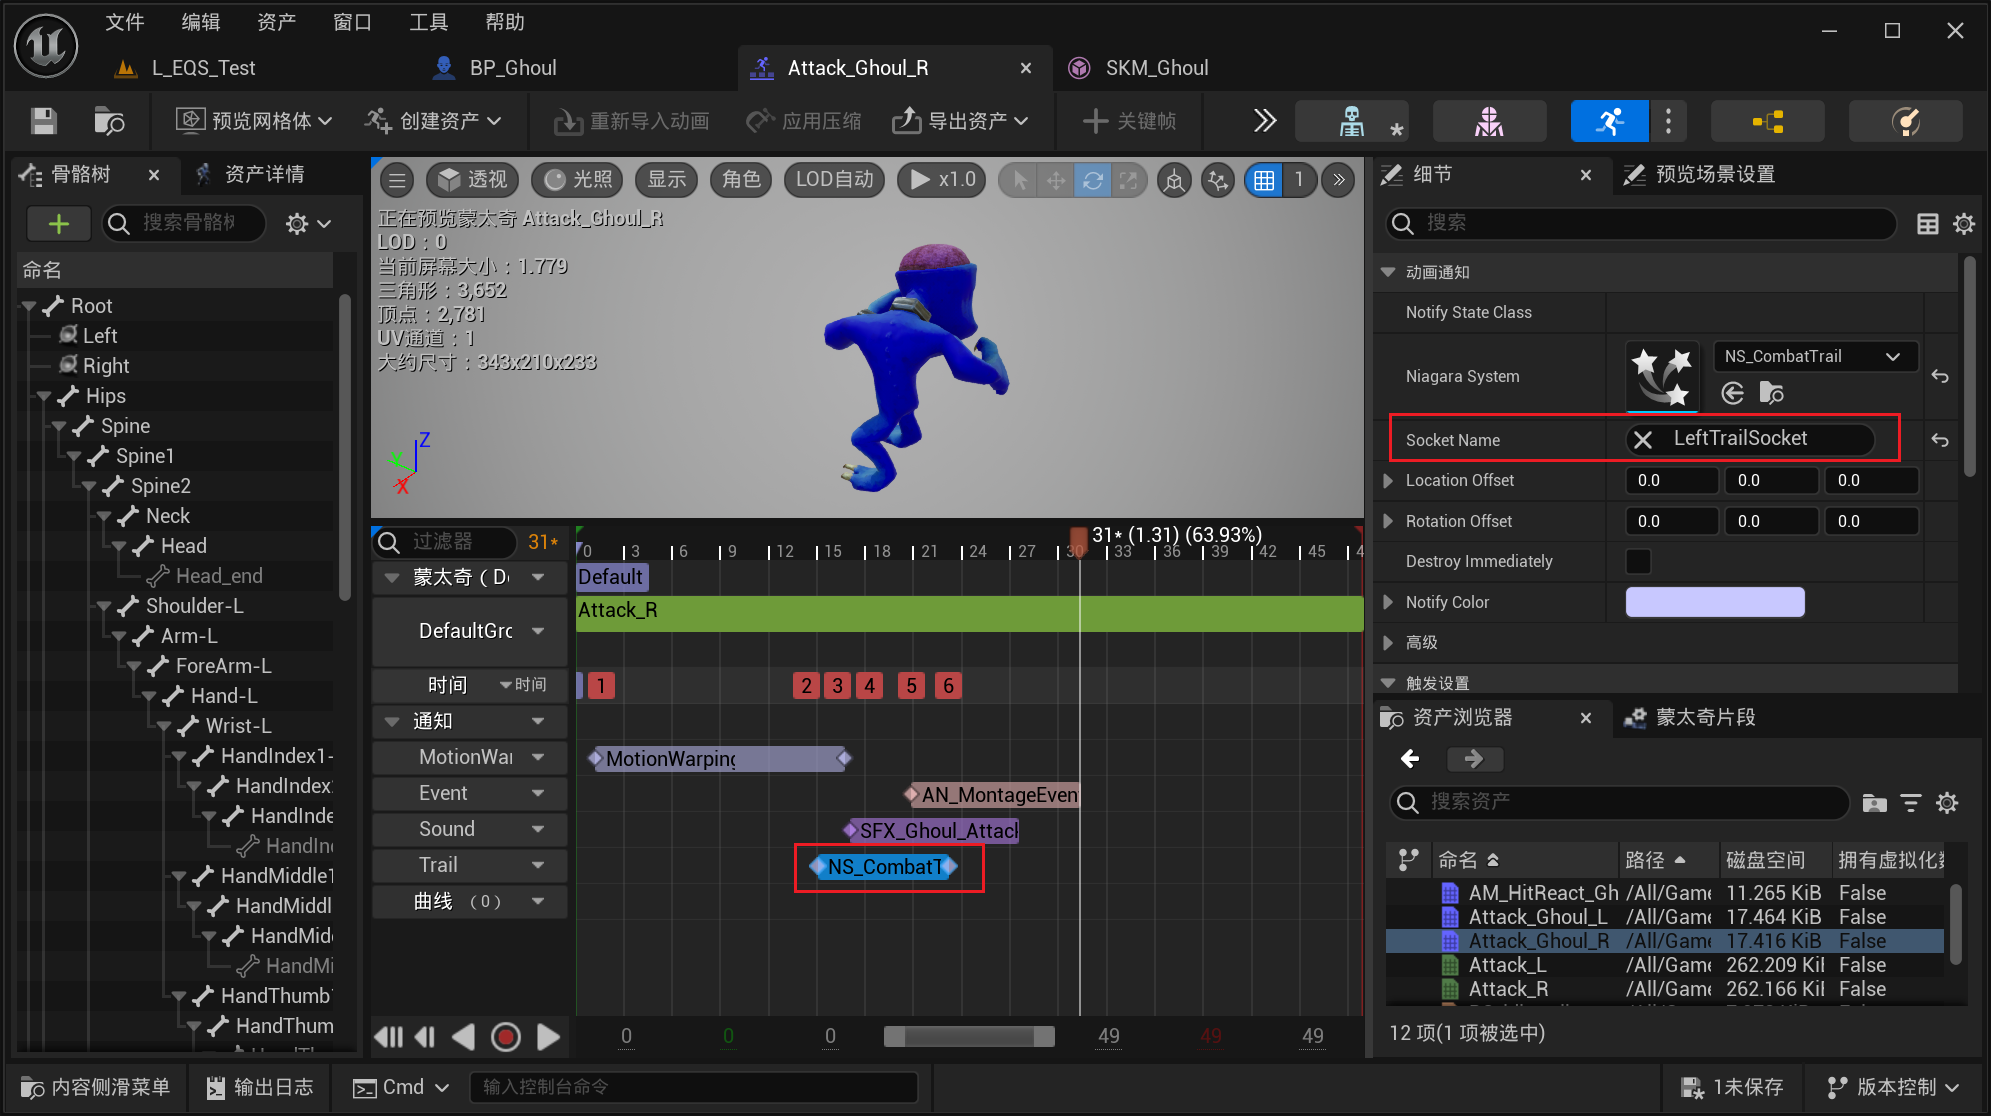 文件 编辑 资产 窗口 工具 帮助
L_EQS_Test BP_Ghoul Attack_Ghoul_R SKM_Ghoul
预览网格体 创建资产 重新导入动画 应用压缩 导出资产 关键帧
骨骼树 资产详情
搜索骨骼树
命名
Root
Left
Right
Hips
Spine
Spine1
Spine2
Neck
Head
Head_end
Shoulder-L
Arm-L
ForeArm-L
Hand-L
Wrist-L
HandIndex1-
HandIndex
HandInde
HandInd
HandMiddle1
HandMiddl
HandMid
HandMi
HandThumb
HandThum
透视 光照 显示 角色 LOD自动 x1.0 1
正在预览蒙太奇 Attack_Ghoul_R
LOD：0
当前屏幕大小：1.779
三角形：3,652
顶点：2,781
UV通道：1
大约尺寸：343x210x233
Z
Y
X
过滤器 31*
31* (1.31) (63.93%)
0 3 6 9 12 15 18 21 24 27 30 33 36 39 42 45 4
蒙太奇（De Default
Attack_R
DefaultGro
时间 时间 1 2 3 4 5 6
通知
MotionWar MotionWarping
Event AN_MontageEven
Sound SFX_Ghoul_Attack
Trail NS_CombatT
曲线 （0）
0 0 0 49 49 49
细节 预览场景设置
搜索
动画通知
Notify State Class
Niagara System NS_CombatTrail
Socket Name LeftTrailSocket
Location Offset 0.0 0.0 0.0
Rotation Offset 0.0 0.0 0.0
Destroy Immediately
Notify Color
高级
触发设置
资产浏览器 蒙太奇片段
搜索资产
命名 路径 磁盘空间 拥有虚拟化数
AM_HitReact_Gh /All/Game 11.265 KiB False
Attack_Ghoul_L /All/Game 17.464 KiB False
Attack_Ghoul_R /All/Game 17.416 KiB False
Attack_L /All/Game 262.209 KiB False
Attack_R /All/Game 262.166 KiB False
12 项(1 项被选中)
内容侧滑菜单 输出日志 Cmd 输入控制台命令 1未保存 版本控制